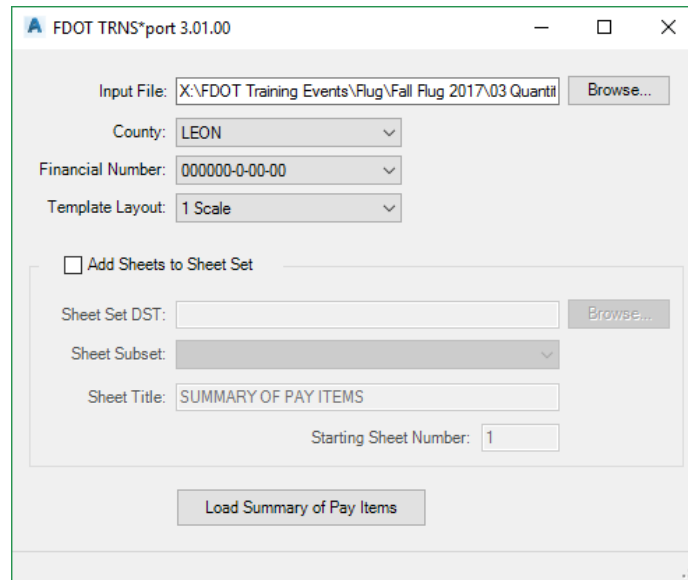 FDOT TRNS*port 3.01.00
Input File: X:\FDOT Training Events\Flug\Fall Flug 2017\03 Quantit Browse...
County: LEON
Financial Number: 000000-0-00-00
Template Layout: 1 Scale
Add Sheets to Sheet Set
Sheet Set DST: Browse...
Sheet Subset:
Sheet Title: SUMMARY OF PAY ITEMS
Starting Sheet Number: 1
Load Summary of Pay Items